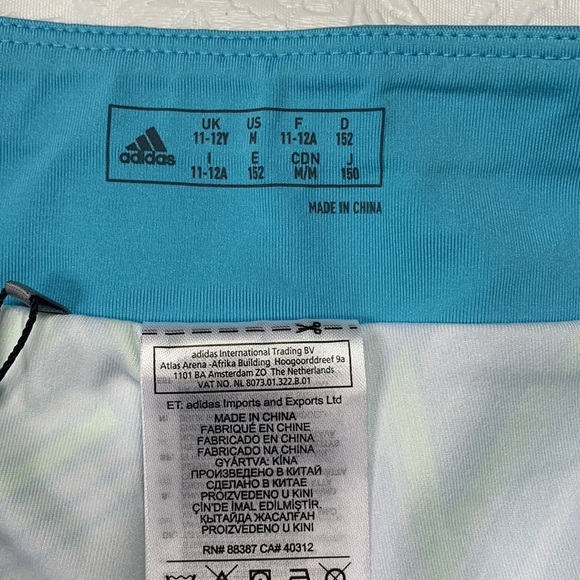 UK US F D
11-12Y M 11-12A 152
adidas
I E CDN J
11-12A 152 M/M 150
MADE IN CHINA
adidas International Trading BV
Atlas Arena -Afrika Building Hoogoorddreef 9a
1101 BA Amsterdam ZO The Netherlands
VAT NO. NL 8073.01.322.B.01
ET: adidas Imports and Exports Ltd
MADE IN CHINA
FABRIQUÉ EN CHINE
FABRICADO EN CHINA
FABRICADO NA CHINA
GYÁRTVA: KÍNA
ПРОИЗВЕДЕНО В КИТАЙ
СДЕЛАНО В КИТАЕ
PROIZVEDENO U KINI
ÇİN'DE İMAL EDİLMİŞTİR.
ҚЫТАЙДА ЖАСАЛҒАН
PROIZVEDENO U KINI
RN# 88387 CA# 40312